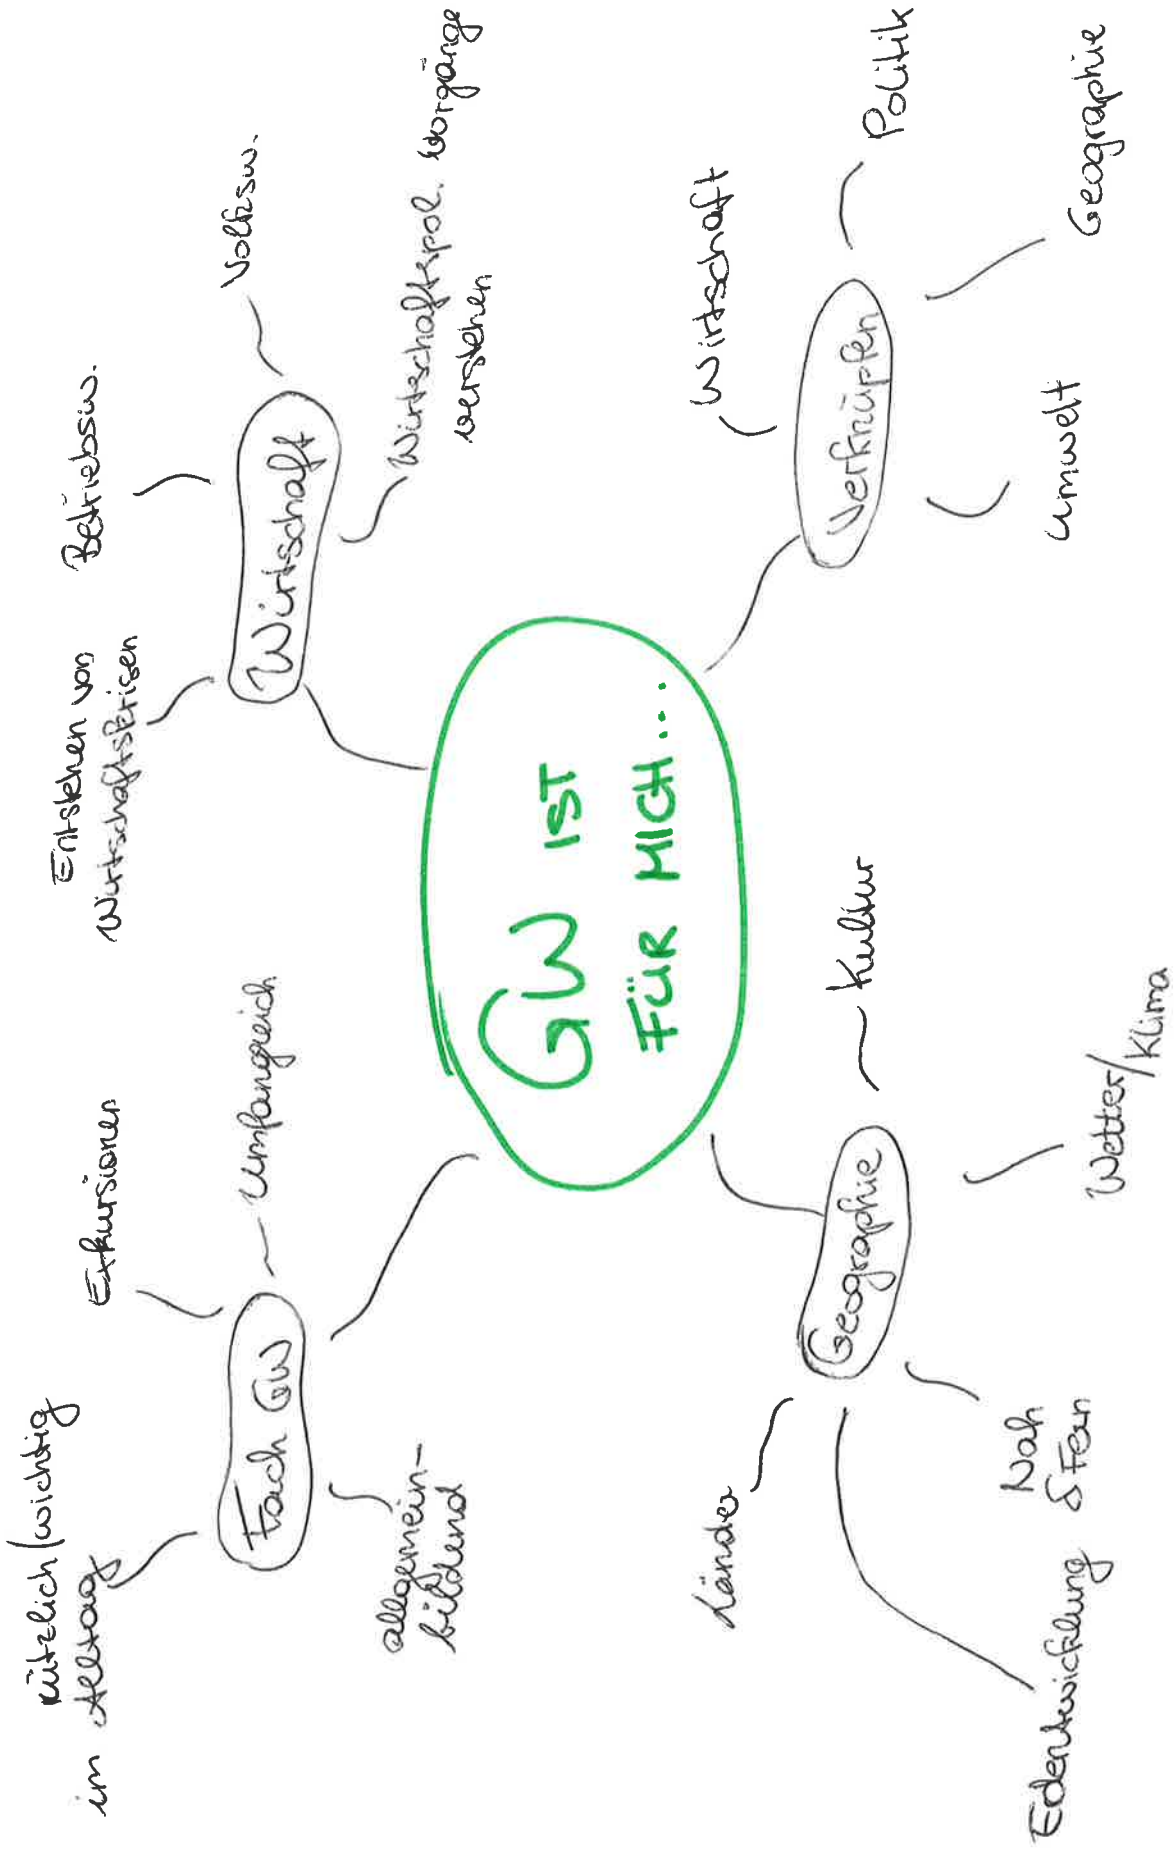 GW IST
FÜR MICH...
Fach GW
nützlich/wichtig
im Alltag
Exkursionen
umfangreich
allgemein-
bildend
Wirtschaft
Entstehen von
Wirtschaftskrisen
Betriebsw.
Volksw.
Wirtschaftspol. Vorgänge
verstehen
Geographie
Länder
Erdentwicklung
Nah
& Fern
Wetter/Klima
Kultur
Verknüpfen
Wirtschaft
Politik
Geographie
Umwelt